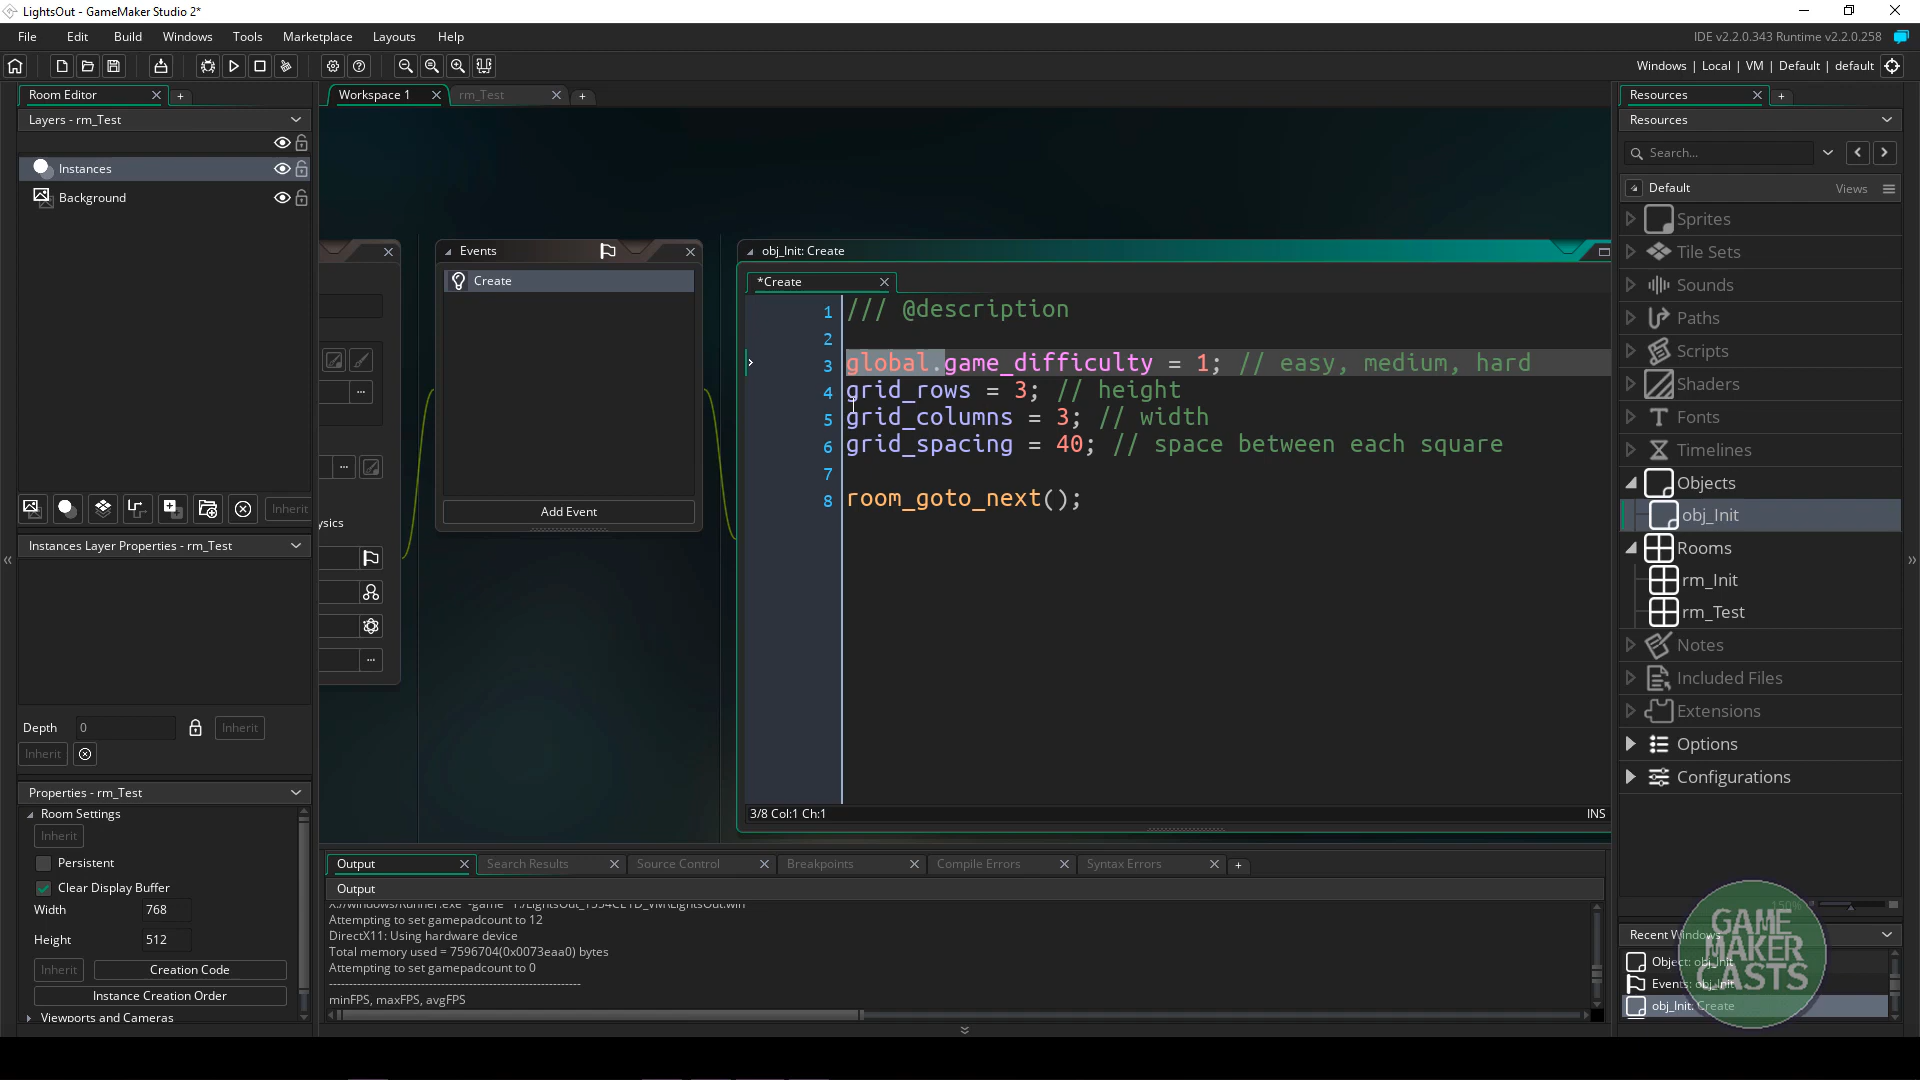 LightsOut - GameMaker Studio 2*
File Edit Build Windows Tools Marketplace Layouts Help
IDE v2.2.0.343 Runtime v2.2.0.258
Windows | Local | VM | Default | default
Room Editor
Workspace 1
rm_Test
Resources
Layers - rm_Test
Resources
Search...
Instances
Background
Default
Views
Sprites
Tile Sets
Sounds
Paths
Scripts
Shaders
Fonts
Timelines
Objects
obj_Init
Rooms
rm_Init
rm_Test
Notes
Included Files
Extensions
Options
Configurations
Events
Create
Add Event
obj_Init: Create
*Create
1 /// @description
2
3 global.game_difficulty = 1; // easy, medium, hard
4 grid_rows = 3; // height
5 grid_columns = 3; // width
6 grid_spacing = 40; // space between each square
7
8 room_goto_next();
3/8 Col:1 Ch:1
INS
Inherit
ysics
Instances Layer Properties - rm_Test
Depth 0 Inherit
Inherit
Properties - rm_Test
Room Settings
Inherit
Persistent
Clear Display Buffer
Width 768
Height 512
Inherit Creation Code
Instance Creation Order
Viewports and Cameras
Output Search Results Source Control Breakpoints Compile Errors Syntax Errors
Output
Attempting to set gamepadcount to 12
DirectX11: Using hardware device
Total memory used = 7596704(0x0073eaa0) bytes
Attempting to set gamepadcount to 0
minFPS, maxFPS, avgFPS
150%
Recent Windows
Object: obj_Init
Events: obj_Init
obj_Init: Create
GAME
MAKER
CASTS